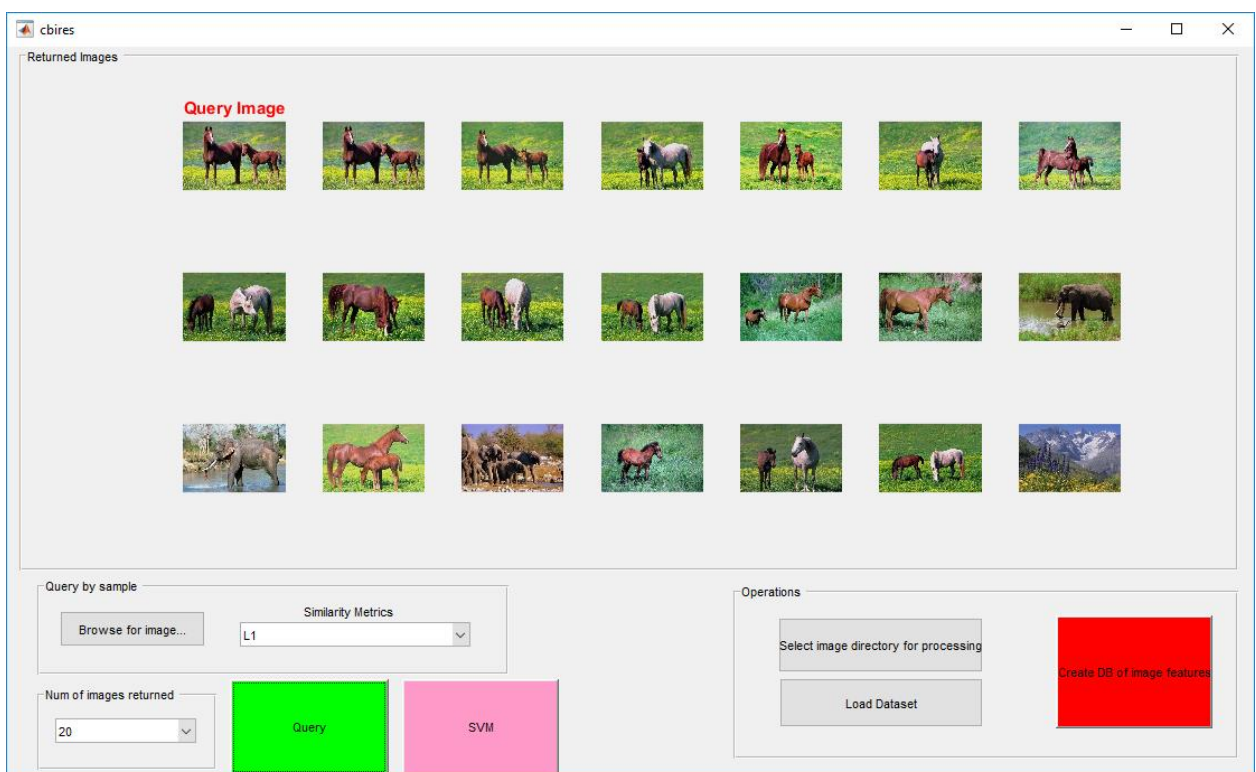 cbires
Returned Images
Query Image
Query by sample
Browse for image...
Similarity Metrics
L1
Num of images returned
20
Query
SVM
Operations
Select image directory for processing
Load Dataset
Create DB of image features